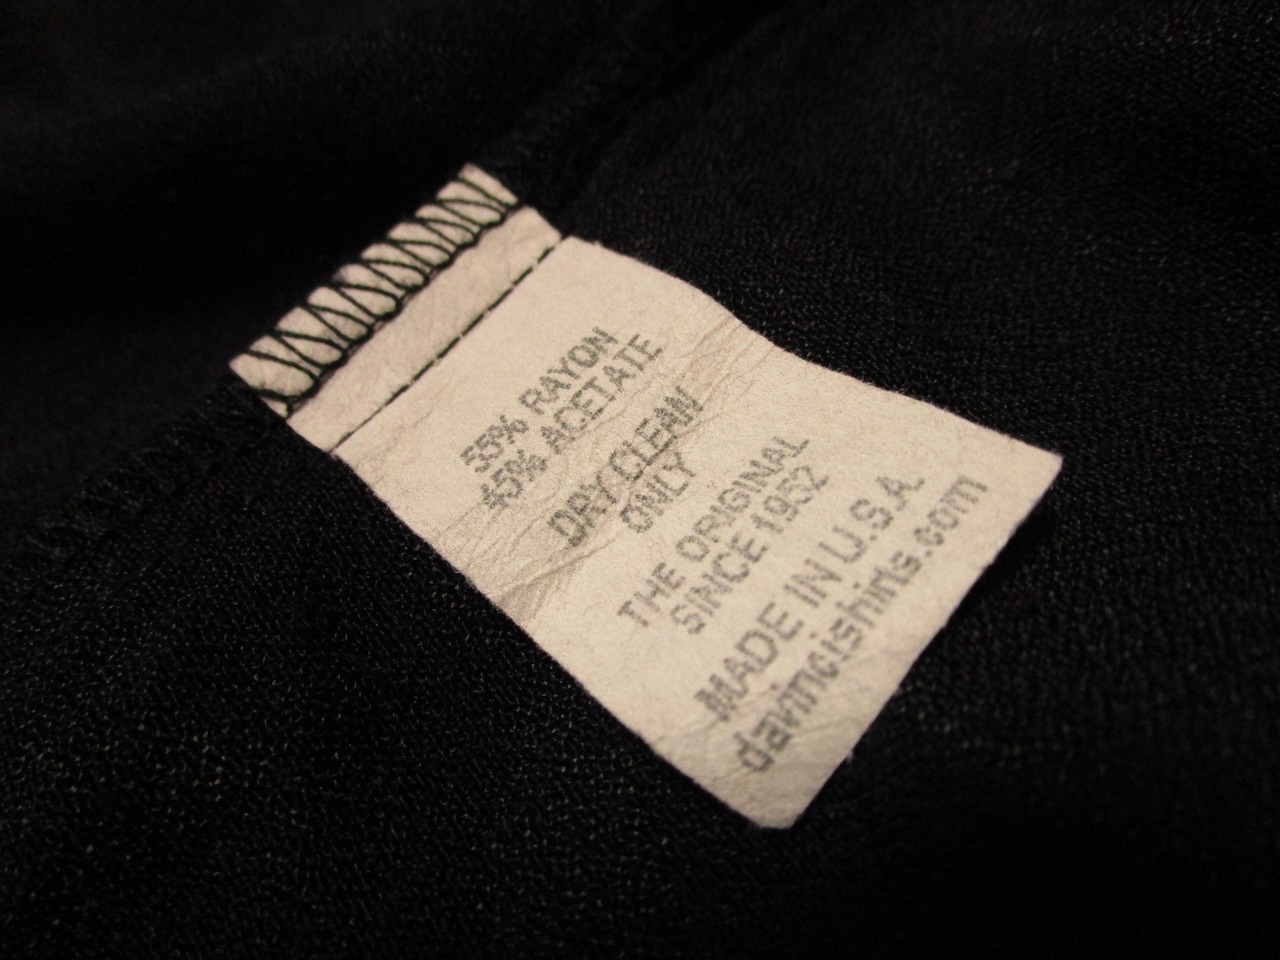 55% RAYON
45% ACETATE
DRY CLEAN
ONLY
THE ORIGINAL
SINCE 1952
MADE IN U.S.A.
davincishirts.com